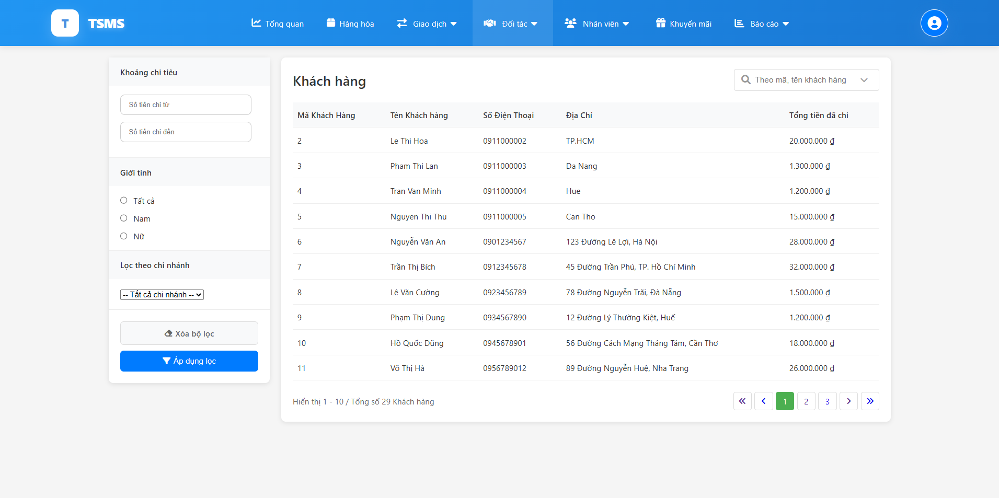 T TSMS Tổng quan Hàng hóa Giao dịch Đối tác Nhân viên Khuyến mãi Báo cáo
Khoảng chi tiêu
Số tiền chi từ
Số tiền chi đến
Giới tính
Tất cả
Nam
Nữ
Lọc theo chi nhánh
-- Tất cả chi nhánh --
Xóa bộ lọc
Áp dụng lọc
Khách hàng
Theo mã, tên khách hàng
Mã Khách Hàng Tên Khách hàng Số Điện Thoại Địa Chỉ Tổng tiền đã chi
2 Le Thi Hoa 0911000002 TP.HCM 20.000.000 ₫
3 Pham Thi Lan 0911000003 Da Nang 1.300.000 ₫
4 Tran Van Minh 0911000004 Hue 1.200.000 ₫
5 Nguyen Thi Thu 0911000005 Can Tho 15.000.000 ₫
6 Nguyễn Văn An 0901234567 123 Đường Lê Lợi, Hà Nội 28.000.000 ₫
7 Trần Thị Bích 0912345678 45 Đường Trần Phú, TP. Hồ Chí Minh 32.000.000 ₫
8 Lê Văn Cường 0923456789 78 Đường Nguyễn Trãi, Đà Nẵng 1.500.000 ₫
9 Phạm Thị Dung 0934567890 12 Đường Lý Thường Kiệt, Huế 1.200.000 ₫
10 Hồ Quốc Dũng 0945678901 56 Đường Cách Mạng Tháng Tám, Cần Thơ 18.000.000 ₫
11 Võ Thị Hà 0956789012 89 Đường Nguyễn Huệ, Nha Trang 26.000.000 ₫
Hiển thị 1 - 10 / Tổng số 29 Khách hàng
1 2 3